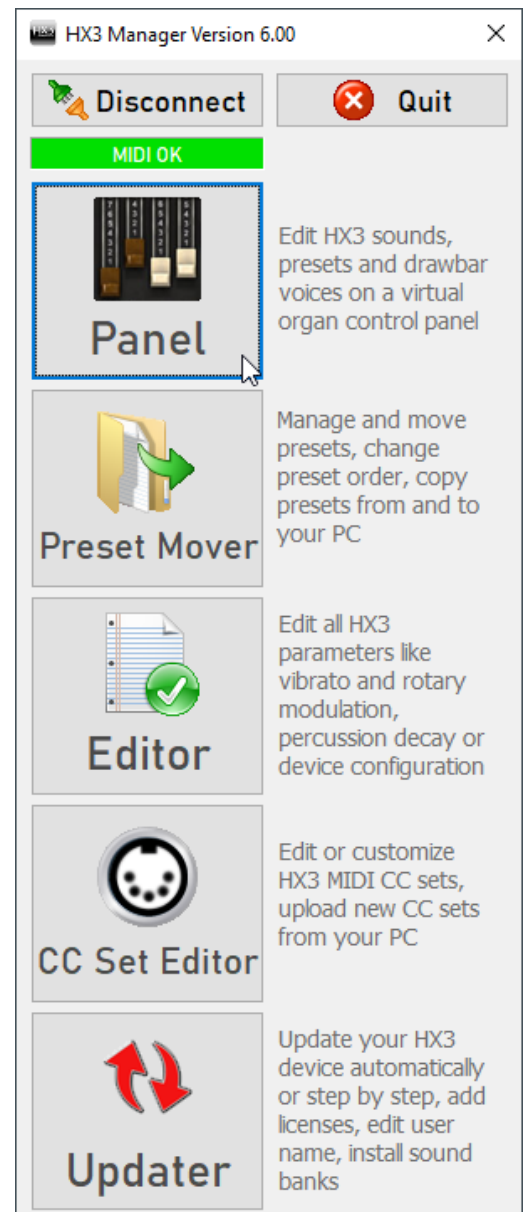 HX3 Manager Version 6.00
Disconnect
Quit
MIDI OK
Panel
Edit HX3 sounds,
presets and drawbar
voices on a virtual
organ control panel
Preset Mover
Manage and move
presets, change
preset order, copy
presets from and to
your PC
Editor
Edit all HX3
parameters like
vibrato and rotary
modulation,
percussion decay or
device configuration
CC Set Editor
Edit or customize
HX3 MIDI CC sets,
upload new CC sets
from your PC
Updater
Update your HX3
device automatically
or step by step, add
licenses, edit user
name, install sound
banks